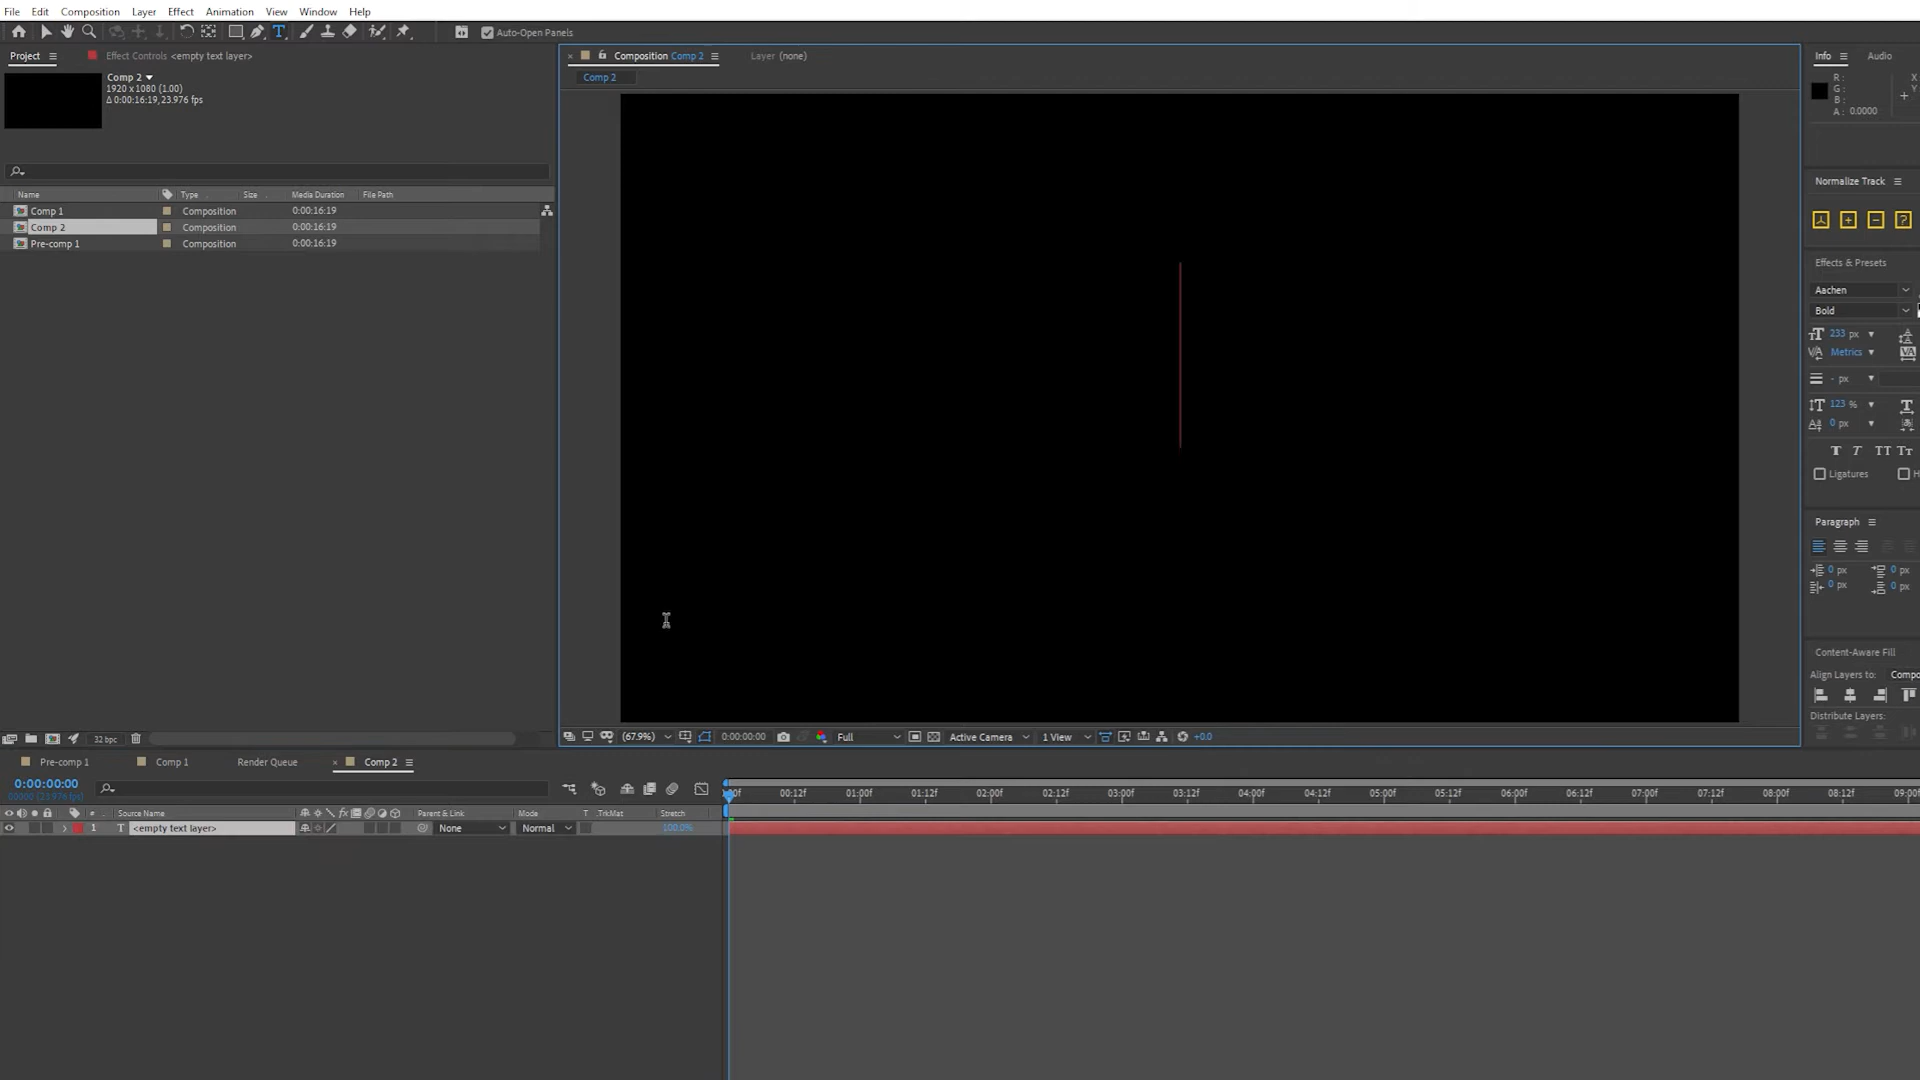 File Edit Composition Layer Effect Animation View Window Help
Auto-Open Panels
Project Effect Controls <empty text layer>
Composition Comp 2 Layer (none)
Info Audio
Comp 2
1920 x 1080 (1.00)
Δ 0:00:16:19, 23.976 fps
Comp 2
R:
G:
B:
A: 0.0000
X
Y
Normalize Track
Name Type Size Media Duration File Path
Comp 1 Composition 0:00:16:19
Comp 2 Composition 0:00:16:19
Pre-comp 1 Composition 0:00:16:19
Effects & Presets
Aachen
Bold
233 px
Metrics
- px
123 %
0 px
Ligatures
Paragraph
0 px 0 px
0 px 0 px
Content-Aware Fill
Align Layers to: Compo
Distribute Layers:
32 bpc
(67.9%) 0:00:00:00 Full Active Camera 1 View +0.0
Pre-comp 1 Comp 1 Render Queue Comp 2
0:00:00:00
00000 (23.976 fps)
00f 00:12f 01:00f 01:12f 02:00f 02:12f 03:00f 03:12f 04:00f 04:12f 05:00f 05:12f 06:00f 06:12f 07:00f 07:12f 08:00f 08:12f 09:00f
# Source Name Parent & Link Mode T .TrkMat Stretch
1 T <empty text layer> None Normal 100.0%